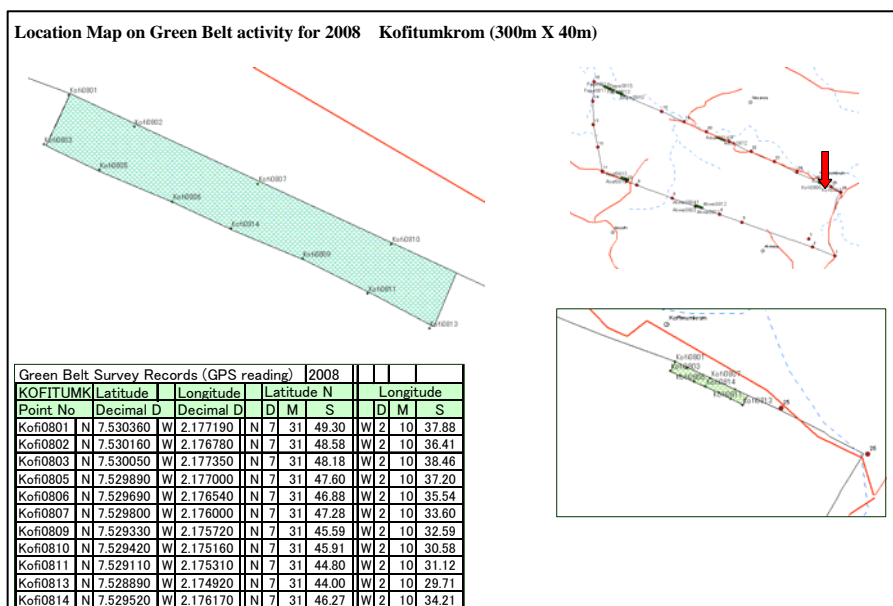 Location Map on Green Belt activity for 2008 Kofitumkrom (300m X 40m)
Kofi0801
Kofi0802
Kofi0803
Kofi0805
Kofi0807
Kofi0806
Kofi0814
Kofi0810
Kofi0809
Kofi0811
Kofi0813
Kofitumkrom
Kofi0801
Kofi0803
Kofi0807
Kofi0814
Kofi0811
Kofi0813
25
26
Green Belt Survey Records (GPS reading) 2008
KOFITUMK Latitude Longitude Latitude N Longitude
Point No Decimal D Decimal D D M S D M S
Kofi0801 N 7.530360 W 2.177190 N 7 31 49.30 W 2 10 37.88
Kofi0802 N 7.530160 W 2.176780 N 7 31 48.58 W 2 10 36.41
Kofi0803 N 7.530050 W 2.177350 N 7 31 48.18 W 2 10 38.46
Kofi0805 N 7.529890 W 2.177000 N 7 31 47.60 W 2 10 37.20
Kofi0806 N 7.529690 W 2.176540 N 7 31 46.88 W 2 10 35.54
Kofi0807 N 7.529800 W 2.176000 N 7 31 47.28 W 2 10 33.60
Kofi0809 N 7.529330 W 2.175720 N 7 31 45.59 W 2 10 32.59
Kofi0810 N 7.529420 W 2.175160 N 7 31 45.91 W 2 10 30.58
Kofi0811 N 7.529110 W 2.175310 N 7 31 44.80 W 2 10 31.12
Kofi0813 N 7.528890 W 2.174920 N 7 31 44.00 W 2 10 29.71
Kofi0814 N 7.529520 W 2.176170 N 7 31 46.27 W 2 10 34.21